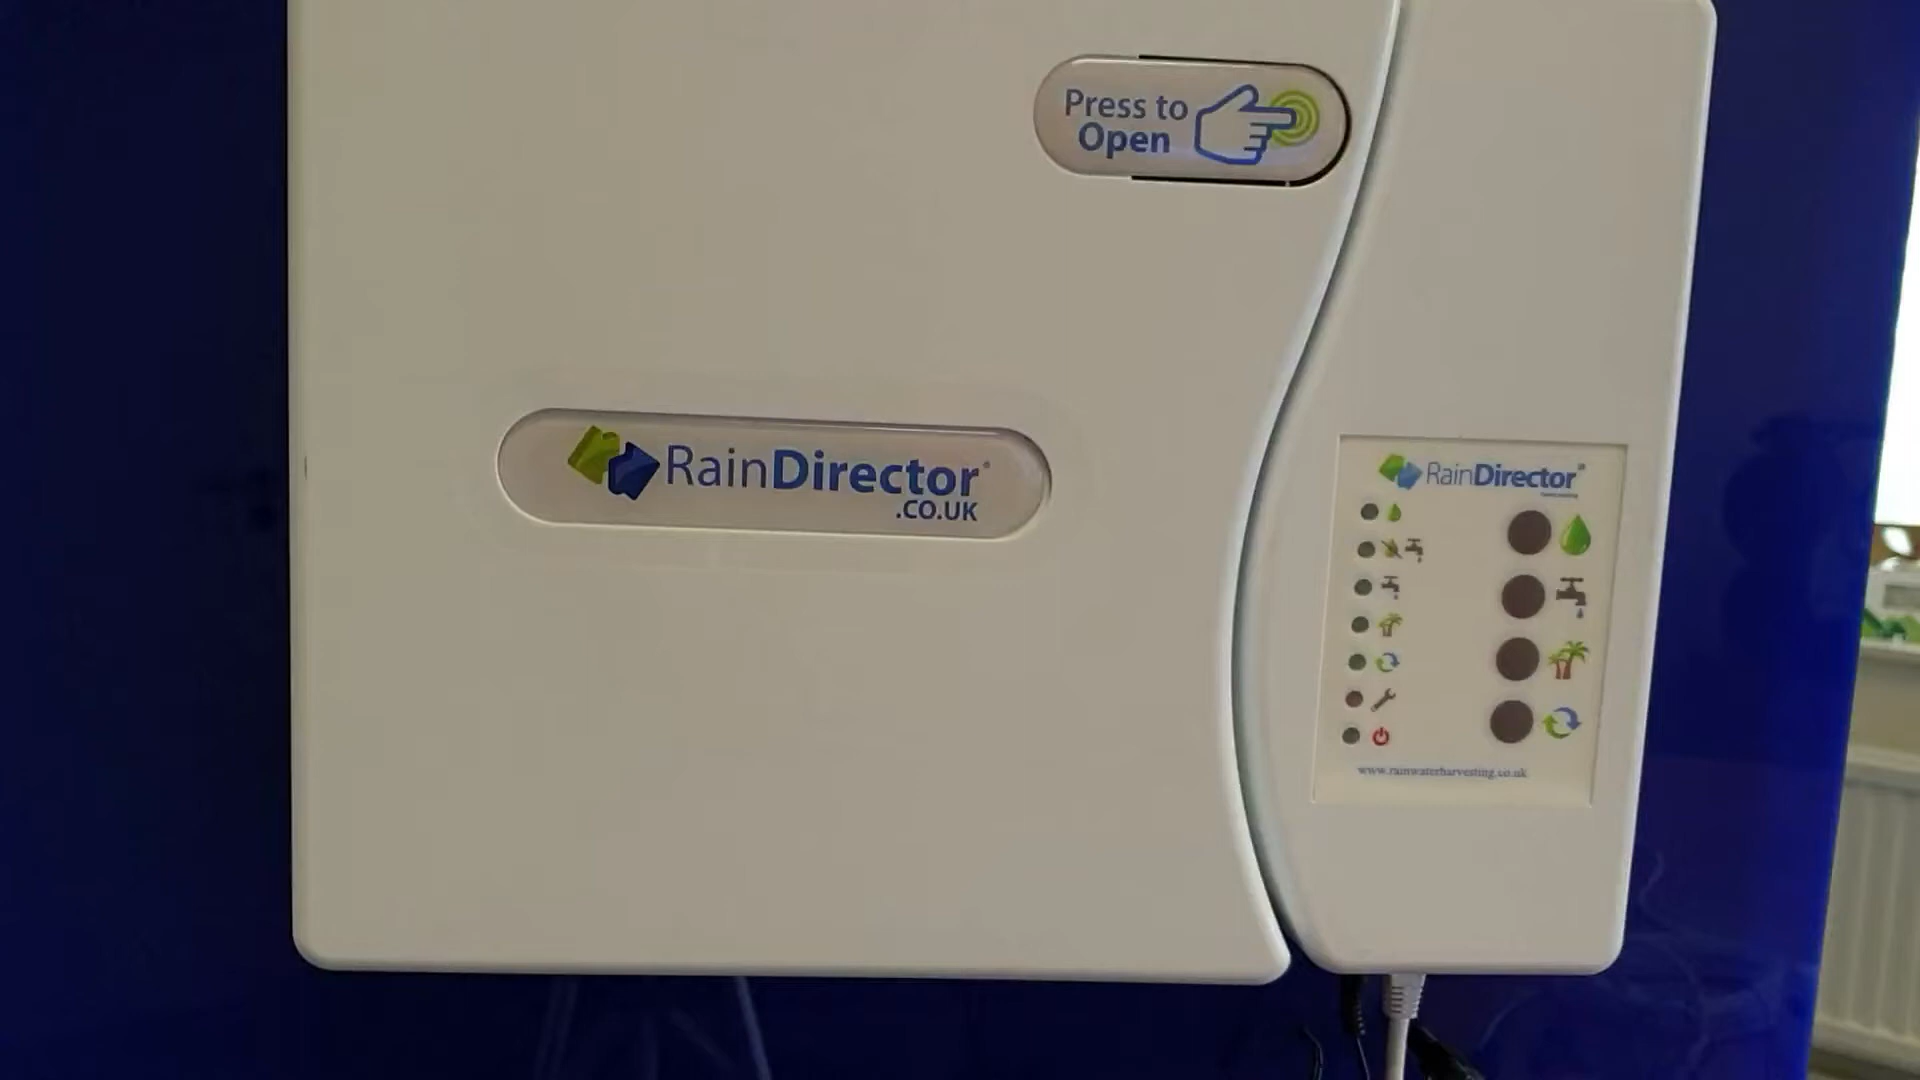 Press to
Open
RainDirector®
.CO.UK
RainDirector®
www.rainwaterharvesting.co.uk